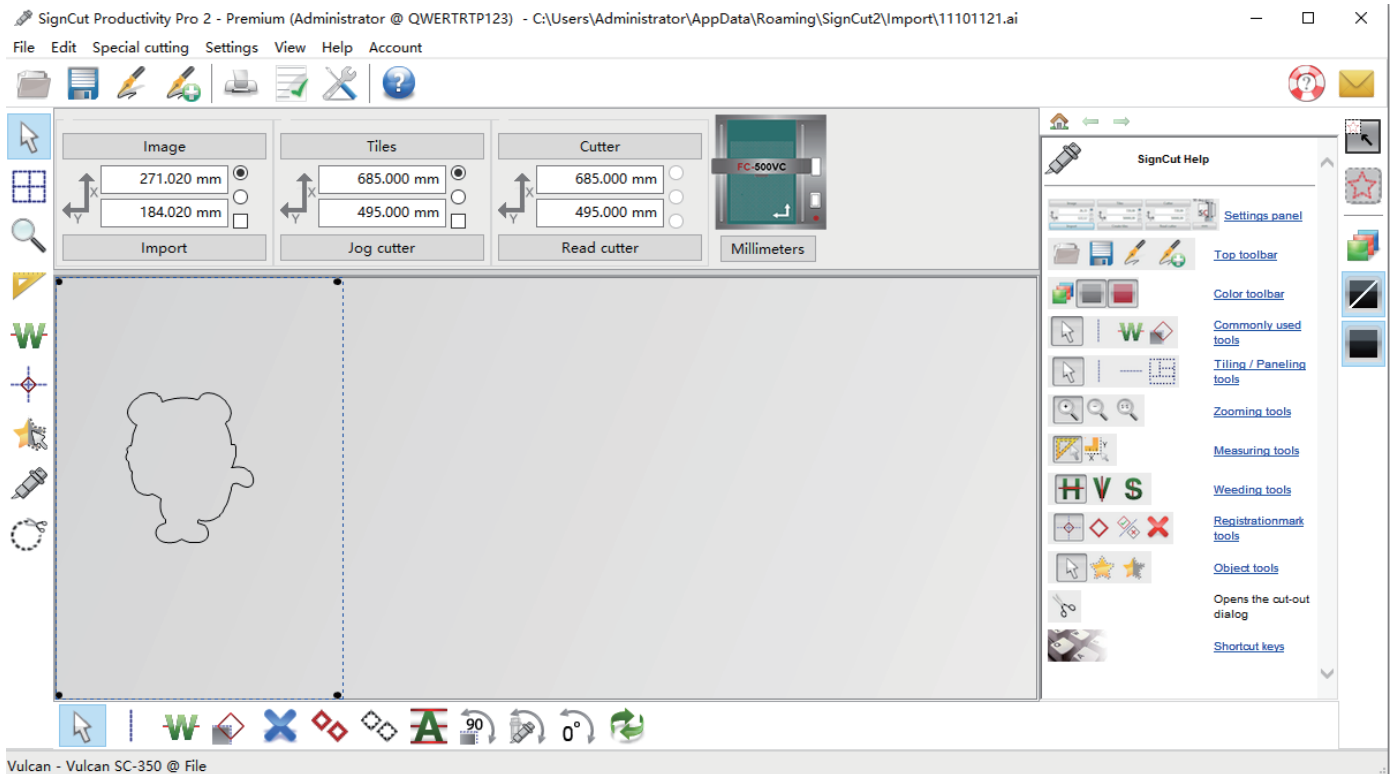 SignCut Productivity Pro 2 - Premium (Administrator @ QWERTRTP123) - C:\Users\Administrator\AppData\Roaming\SignCut2\Import\11101121.ai
File Edit Special cutting Settings View Help Account
Image
271.020 mm
184.020 mm
X
Y
Import
Tiles
685.000 mm
495.000 mm
X
Y
Jog cutter
Cutter
685.000 mm
495.000 mm
X
Y
Read cutter
FC-500VC
Millimeters
SignCut Help
Settings panel
Top toolbar
Color toolbar
Commonly used
tools
Tiling / Paneling
tools
Zooming tools
Measuring tools
H V S
Weeding tools
Registrationmark
tools
Object tools
Opens the cut-out
dialog
Shortcut keys
W
A
90
0°
Vulcan - Vulcan SC-350 @ File